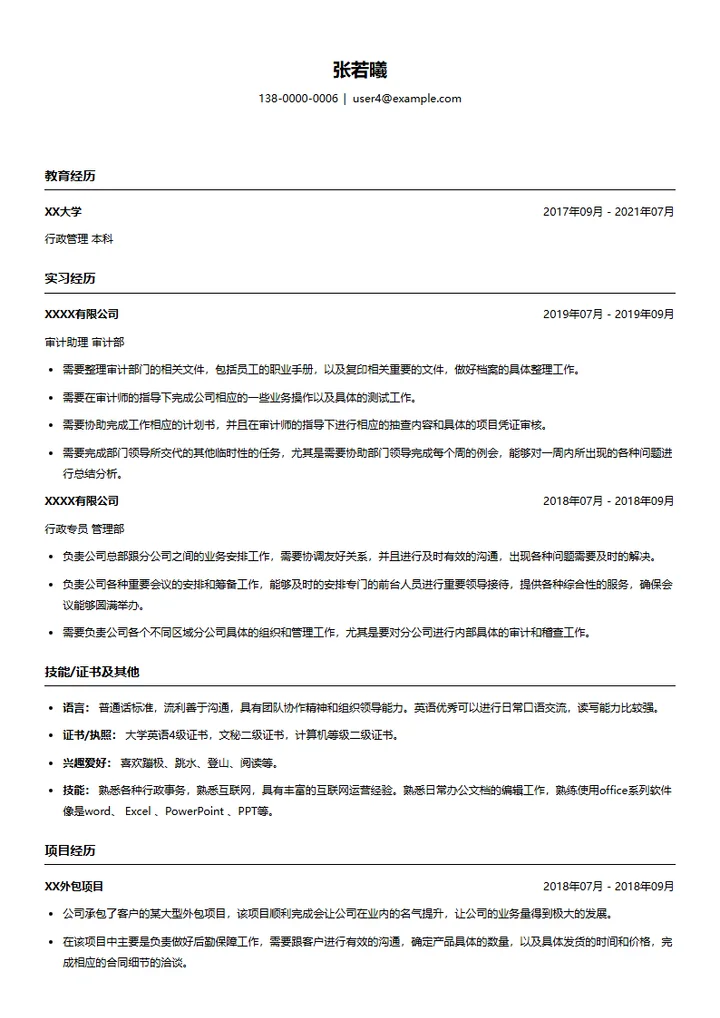 张若曦
138-0000-0006 | user4@example.com
教育经历
XX大学 2017年09月 - 2021年07月
行政管理 本科
实习经历
XXXX有限公司 2019年07月 - 2019年09月
审计助理 审计部
• 需要整理审计部门的相关文件，包括员工的职业手册，以及复印相关重要的文件，做好档案的具体整理工作。
• 需要在审计师的指导下完成公司相应的一些业务操作以及具体的测试工作。
• 需要协助完成工作相应的计划书，并且在审计师的指导下进行相应的抽查内容和具体的项目凭证审核。
• 需要完成部门领导所交代的其他临时性的任务，尤其是需要协助部门领导完成每个周的例会，能够对一周内所出现的各种问题进
行总结分析。
XXXX有限公司 2018年07月 - 2018年09月
行政专员 管理部
• 负责公司总部跟分公司之间的业务安排工作，需要协调友好关系，并且进行及时有效的沟通，出现各种问题需要及时的解决。
• 负责公司各种重要会议的安排和筹备工作，能够及时的安排专门的前台人员进行重要领导接待，提供各种综合性的服务，确保会
议能够圆满举办。
• 需要负责公司各个不同区域分公司具体的组织和管理工作，尤其是要对分公司进行内部具体的审计和稽查工作。
技能/证书及其他
• 语言： 普通话标准，流利善于沟通，具有团队协作精神和组织领导能力。英语优秀可以进行日常口语交流，读写能力比较强。
• 证书/执照： 大学英语4级证书，文秘二级证书，计算机等级二级证书。
• 兴趣爱好： 喜欢蹦极、跳水、登山、阅读等。
• 技能： 熟悉各种行政事务，熟悉互联网，具有丰富的互联网运营经验。熟悉日常办公文档的编辑工作，熟练使用office系列软件
像是word、 Excel 、PowerPoint 、PPT等。
项目经历
XX外包项目 2018年07月 - 2018年09月
• 公司承包了客户的某大型外包项目，该项目顺利完成会让公司在业内的名气提升，让公司的业务量得到极大的发展。
• 在该项目中主要是负责做好后勤保障工作，需要跟客户进行有效的沟通，确定产品具体的数量，以及具体发货的时间和价格，完
成相应的合同细节的洽谈。